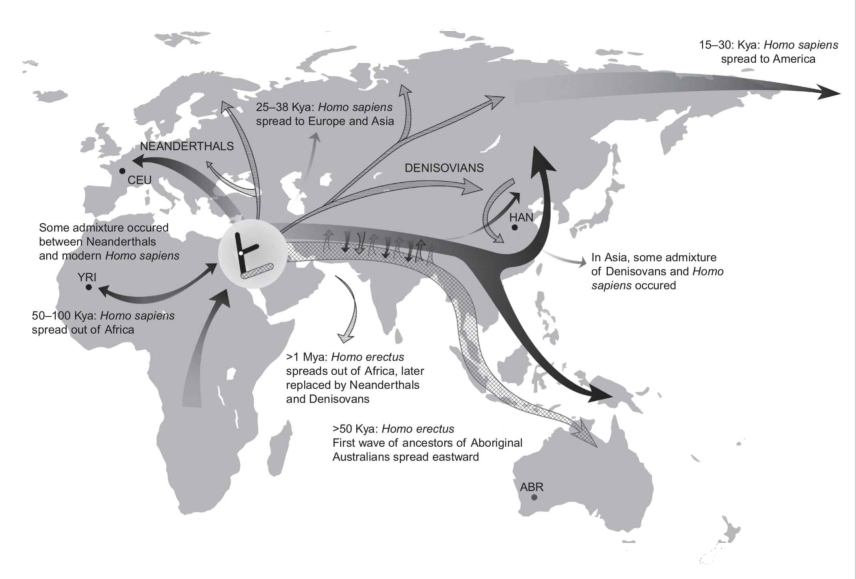 15–30: Kya: Homo sapiens
spread to America
25–38 Kya: Homo sapiens
spread to Europe and Asia
NEANDERTHALS
CEU
DENISOVIANS
HAN
Some admixture occured
between Neanderthals
and modern Homo sapiens
YRI
50–100 Kya: Homo sapiens
spread out of Africa
In Asia, some admixture
of Denisovans and Homo
sapiens occured
>1 Mya: Homo erectus
spreads out of Africa, later
replaced by Neanderthals
and Denisovans
>50 Kya: Homo erectus
First wave of ancestors of Aboriginal
Australians spread eastward
ABR